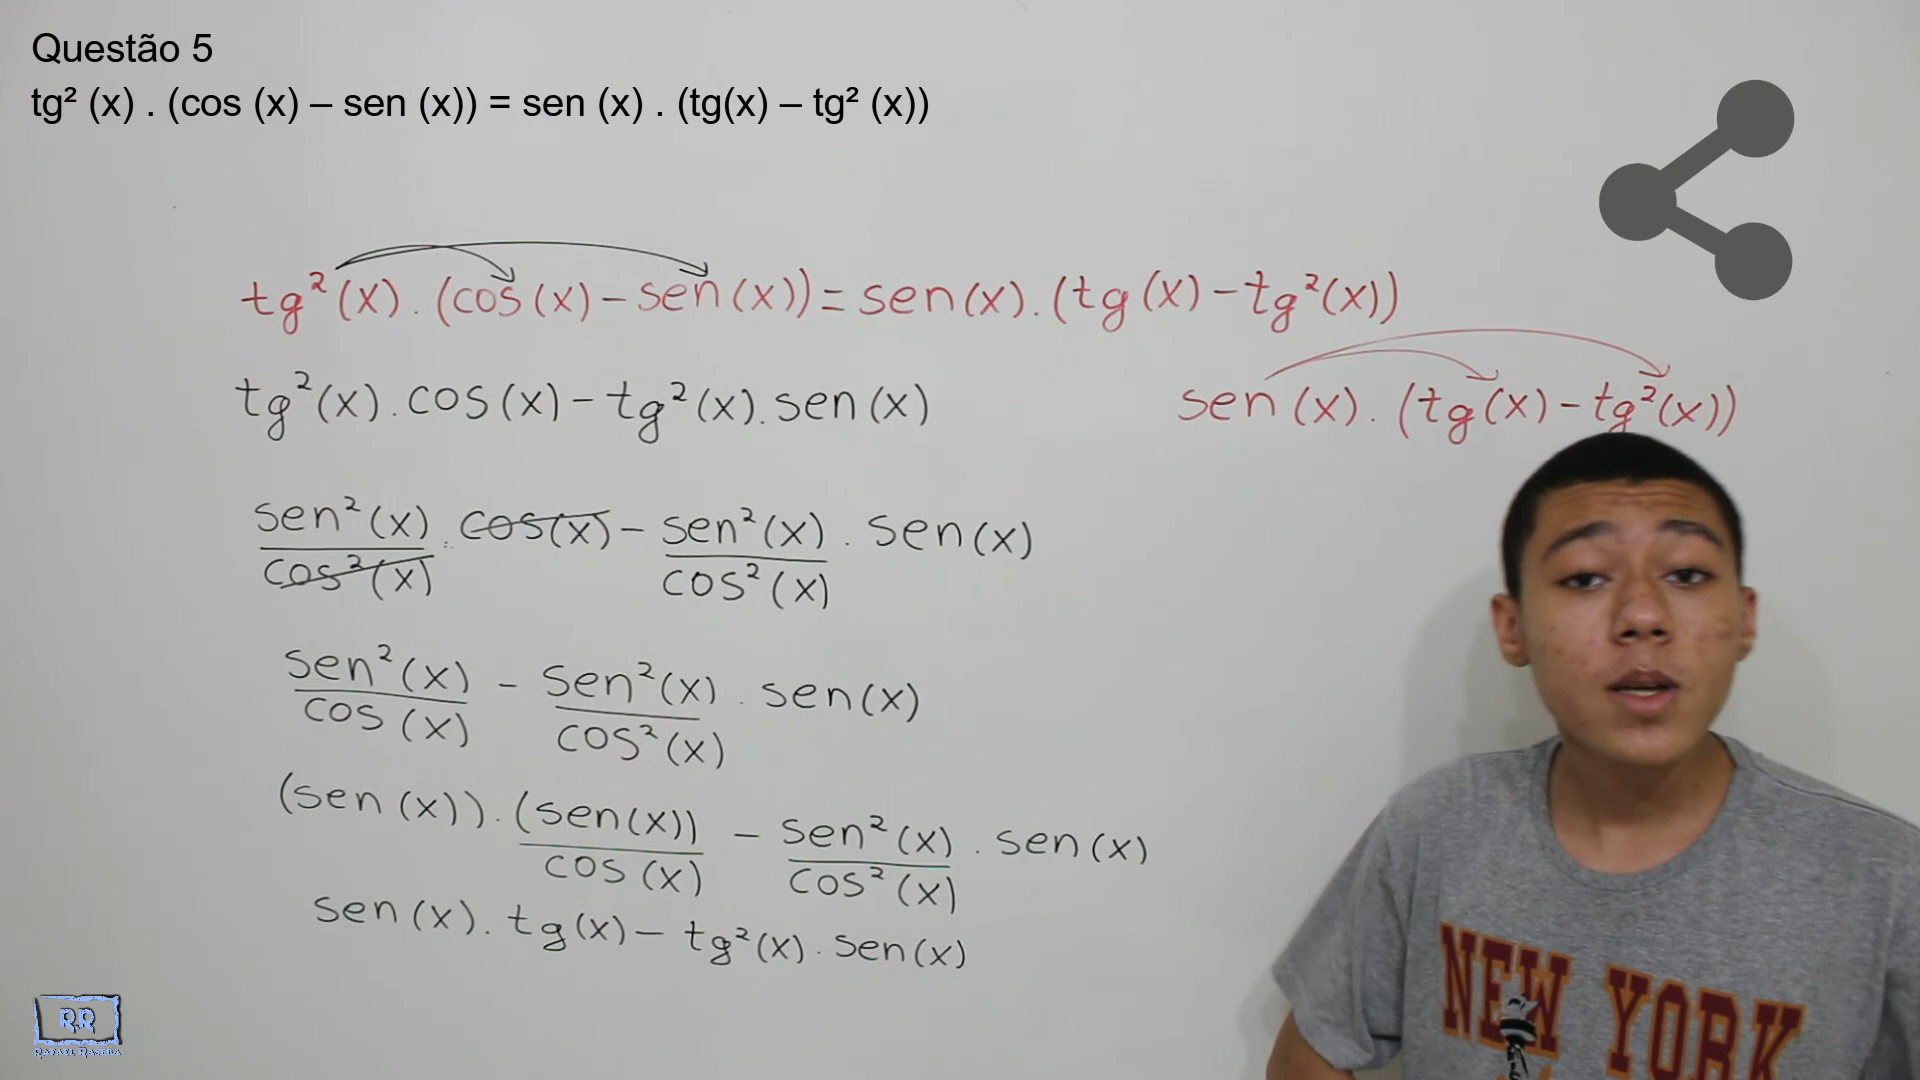 Questão 5
tg² (x) . (cos (x) – sen (x)) = sen (x) . (tg(x) – tg² (x))
tg²(x) . (cos(x) – sen(x)) = sen(x) . (tg(x) – tg²(x))
tg²(x) . cos(x) – tg²(x) . sen(x)
sen(x) . (tg(x) – tg²(x))
sen²(x) . cos(x) – sen²(x) . sen(x)
cos²(x) cos²(x)
sen²(x) – sen²(x) . sen(x)
cos(x) cos²(x)
(sen(x)) . (sen(x)) – sen²(x) . sen(x)
cos(x) cos²(x)
sen(x) . tg(x) – tg²(x) . sen(x)
NEW YORK
RR